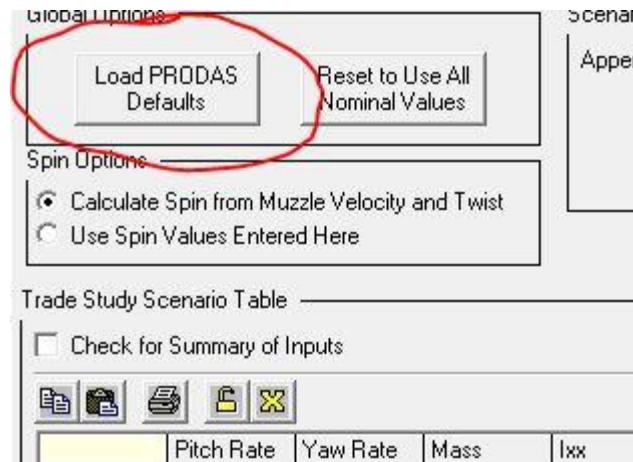 Global Options
Scenar
Load PRODAS
Defaults
Reset to Use All
Nominal Values
Apper
Spin Options
Calculate Spin from Muzzle Velocity and Twist
Use Spin Values Entered Here
Trade Study Scenario Table
Check for Summary of Inputs
Pitch Rate Yaw Rate Mass Ixx